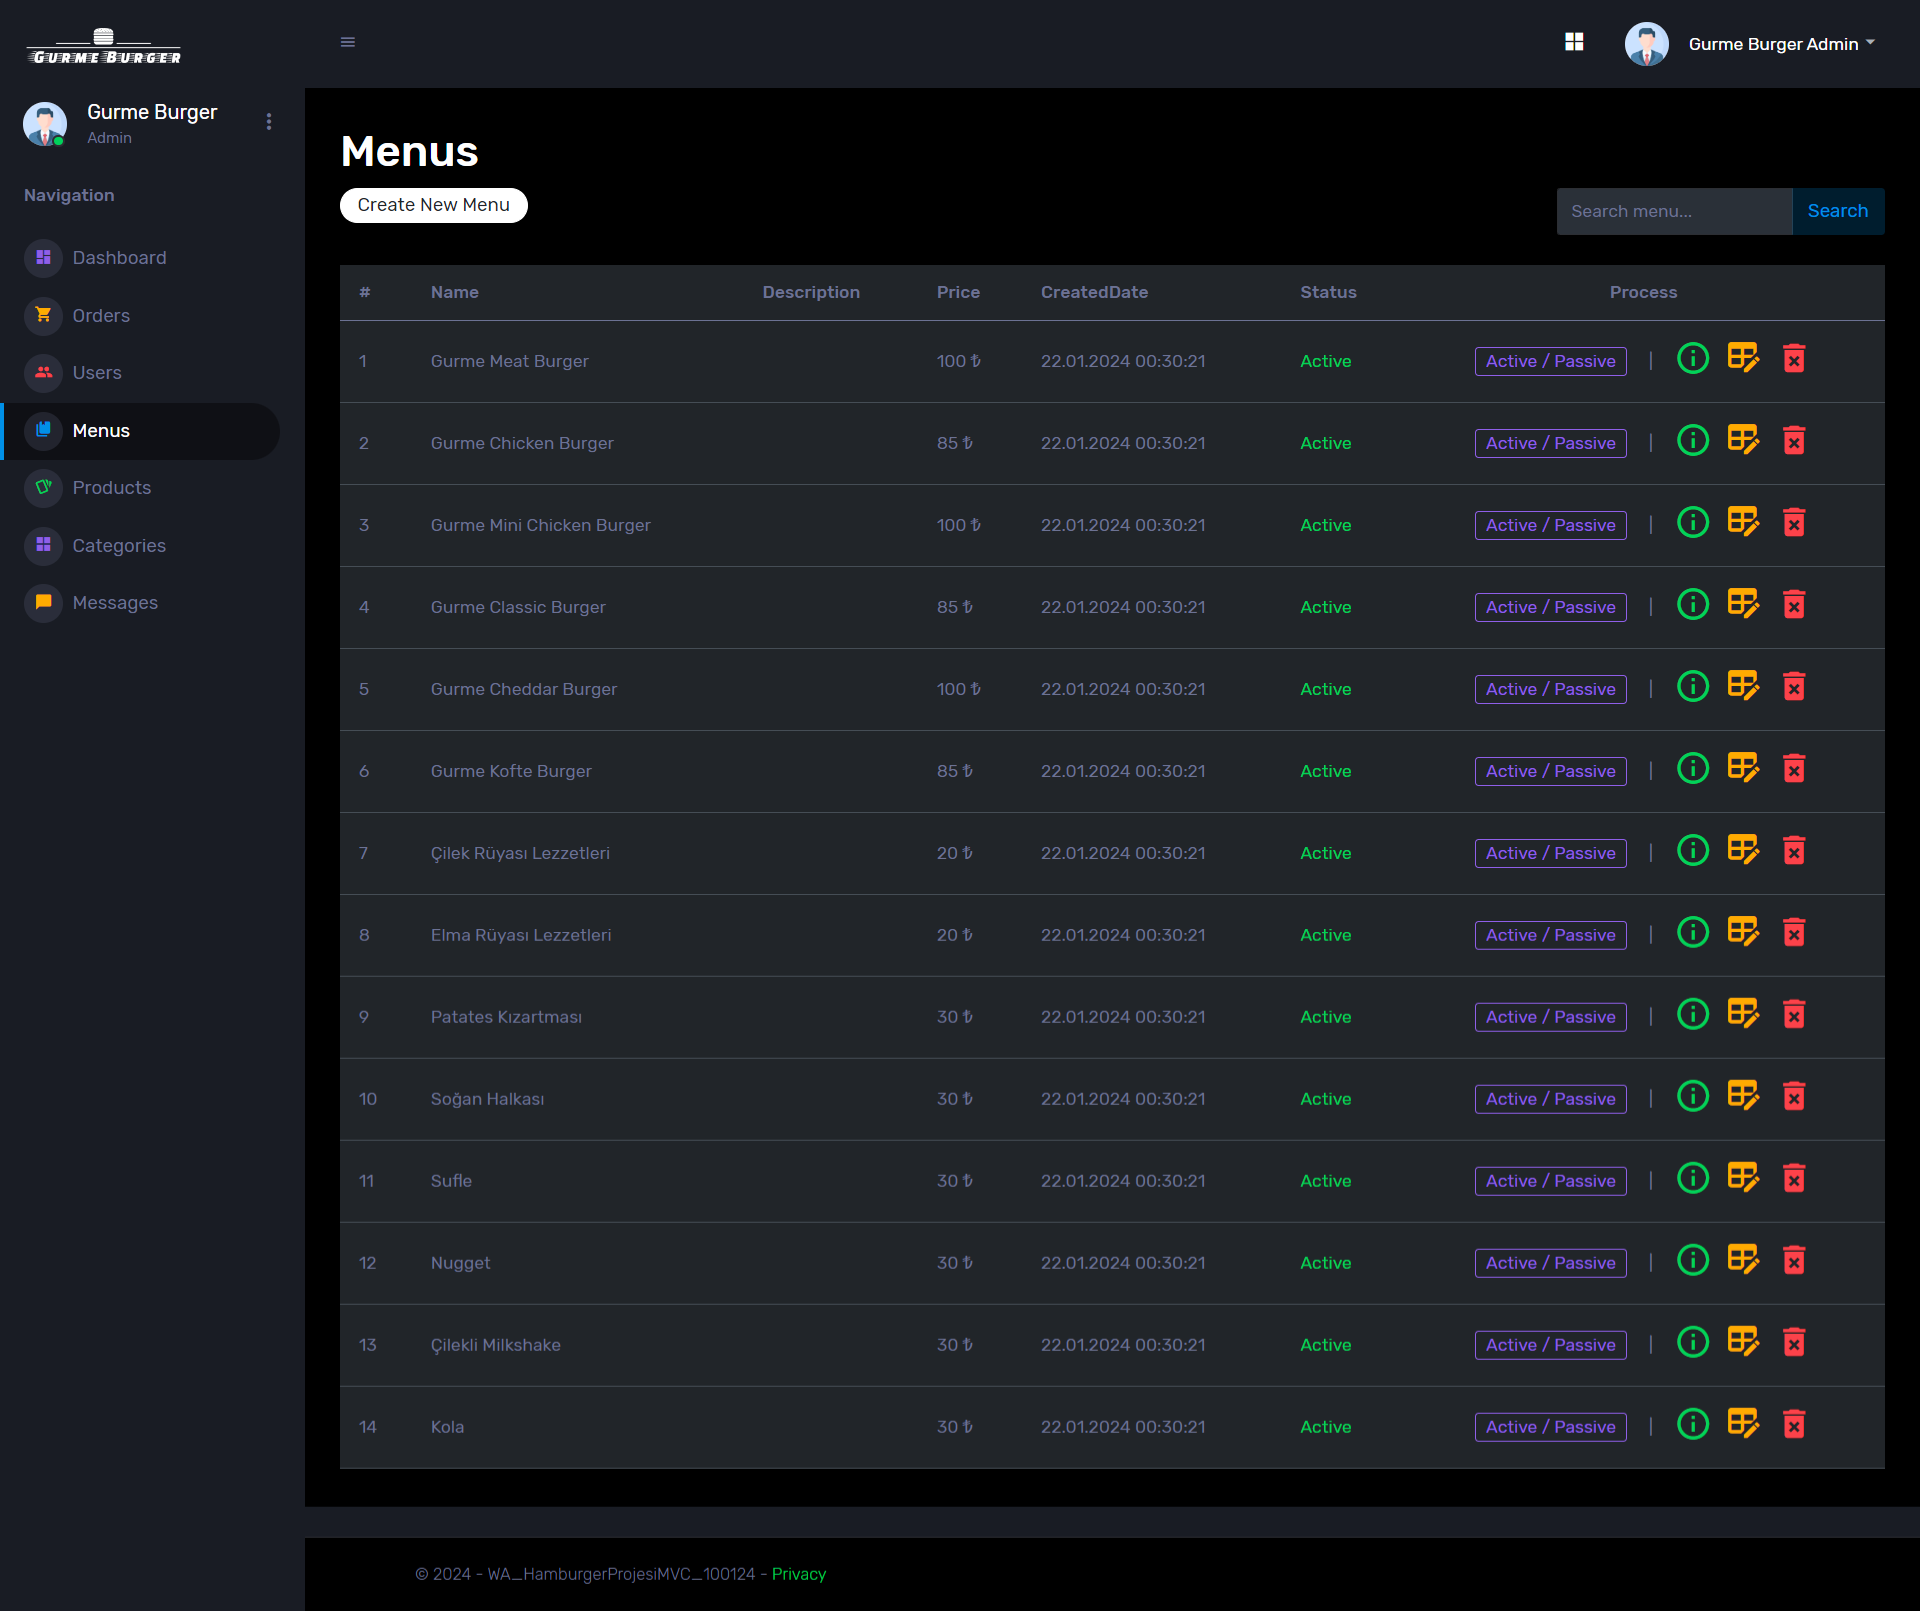 GURME BURGER
Gurme Burger Admin
Gurme Burger
Admin
Navigation
Dashboard
Orders
Users
Menus
Products
Categories
Messages
Menus
Create New Menu
Search menu... Search
# Name Description Price CreatedDate Status Process
1 Gurme Meat Burger 100 ₺ 22.01.2024 00:30:21 Active Active / Passive |
2 Gurme Chicken Burger 85 ₺ 22.01.2024 00:30:21 Active Active / Passive |
3 Gurme Mini Chicken Burger 100 ₺ 22.01.2024 00:30:21 Active Active / Passive |
4 Gurme Classic Burger 85 ₺ 22.01.2024 00:30:21 Active Active / Passive |
5 Gurme Cheddar Burger 100 ₺ 22.01.2024 00:30:21 Active Active / Passive |
6 Gurme Kofte Burger 85 ₺ 22.01.2024 00:30:21 Active Active / Passive |
7 Çilek Rüyası Lezzetleri 20 ₺ 22.01.2024 00:30:21 Active Active / Passive |
8 Elma Rüyası Lezzetleri 20 ₺ 22.01.2024 00:30:21 Active Active / Passive |
9 Patates Kızartması 30 ₺ 22.01.2024 00:30:21 Active Active / Passive |
10 Soğan Halkası 30 ₺ 22.01.2024 00:30:21 Active Active / Passive |
11 Sufle 30 ₺ 22.01.2024 00:30:21 Active Active / Passive |
12 Nugget 30 ₺ 22.01.2024 00:30:21 Active Active / Passive |
13 Çilekli Milkshake 30 ₺ 22.01.2024 00:30:21 Active Active / Passive |
14 Kola 30 ₺ 22.01.2024 00:30:21 Active Active / Passive |
© 2024 - WA_HamburgerProjesiMVC_100124 - Privacy